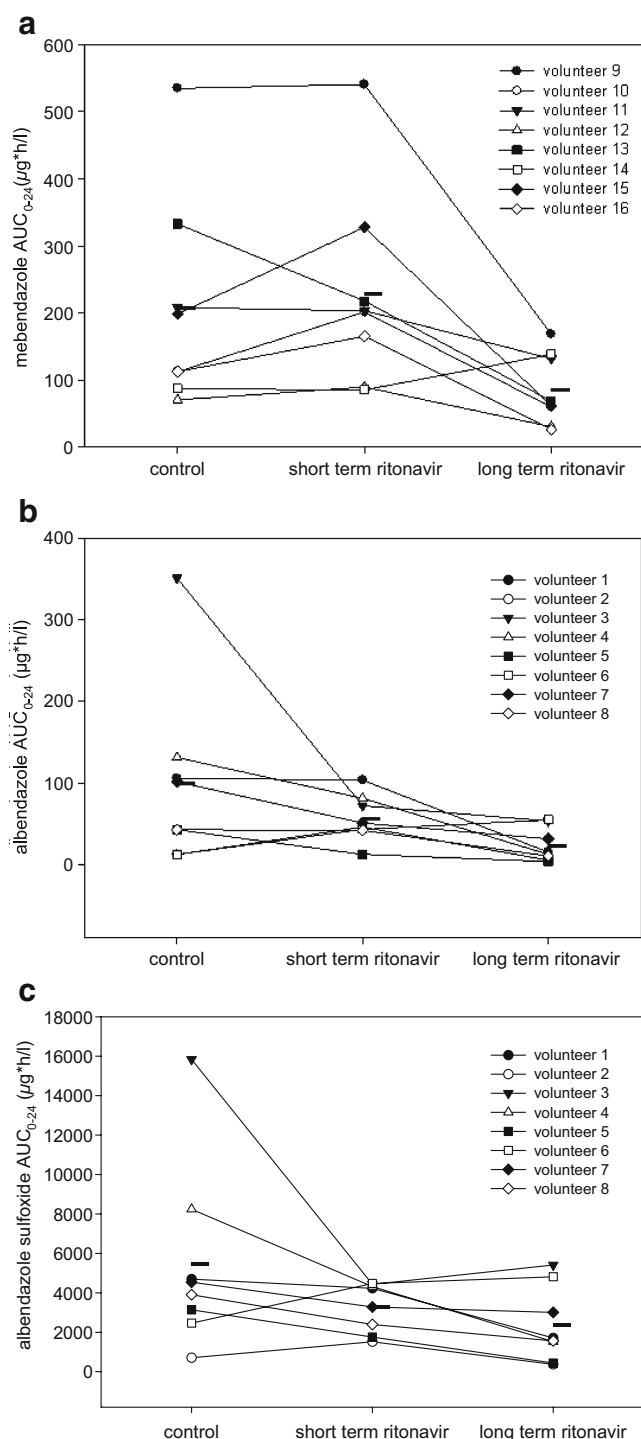 a
600
500
400
300
200
100
0
mebendazole AUC0-24(µg*h/l)
volunteer 9
volunteer 10
volunteer 11
volunteer 12
volunteer 13
volunteer 14
volunteer 15
volunteer 16
control short term ritonavir long term ritonavir
b
400
300
200
100
0
albendazole AUC0-24 (µg*h/l)
volunteer 1
volunteer 2
volunteer 3
volunteer 4
volunteer 5
volunteer 6
volunteer 7
volunteer 8
control short term ritonavir long term ritonavir
c
18000
16000
14000
12000
10000
8000
6000
4000
2000
0
albendazole sulfoxide AUC0-24 (µg*h/l)
volunteer 1
volunteer 2
volunteer 3
volunteer 4
volunteer 5
volunteer 6
volunteer 7
volunteer 8
control short term ritonavir long term ritonavir